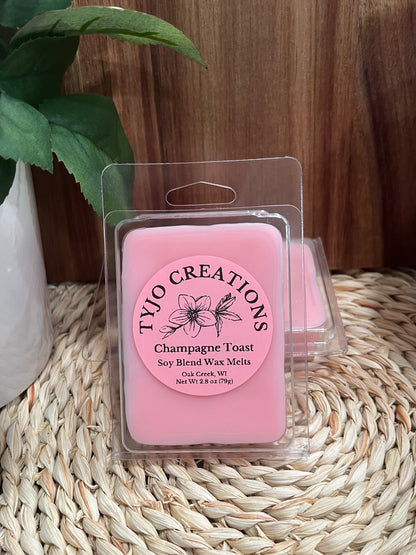 TYJO CREATIONS
Champagne Toast
Soy Blend Wax Melts
Oak Creek, WI
Net Wt 2.8 oz (79g)